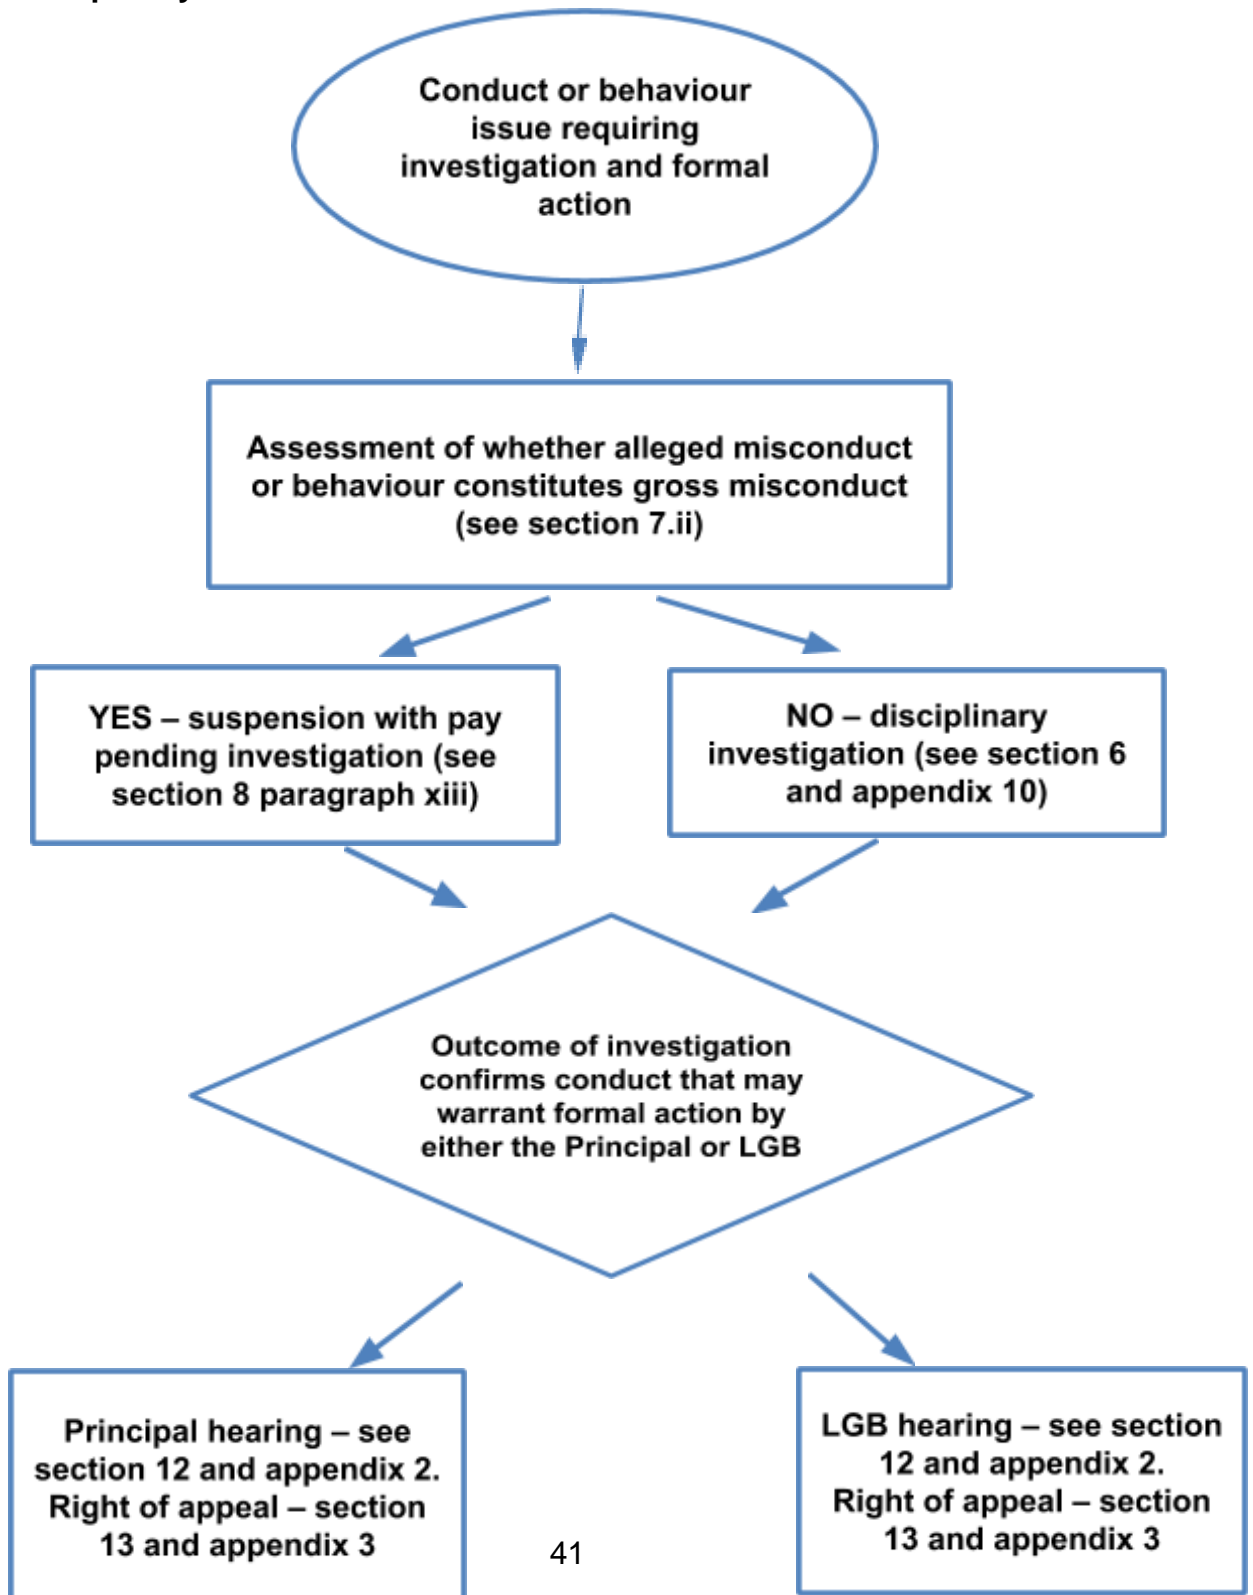 Conduct or behaviour
issue requiring
investigation and formal
action
Assessment of whether alleged misconduct
or behaviour constitutes gross misconduct
(see section 7.ii)
YES – suspension with pay
pending investigation (see
section 8 paragraph xiii)
NO – disciplinary
investigation (see section 6
and appendix 10)
Outcome of investigation
confirms conduct that may
warrant formal action by
either the Principal or LGB
Principal hearing – see
section 12 and appendix 2.
Right of appeal – section
13 and appendix 3
LGB hearing – see section
12 and appendix 2.
Right of appeal – section
13 and appendix 3
41